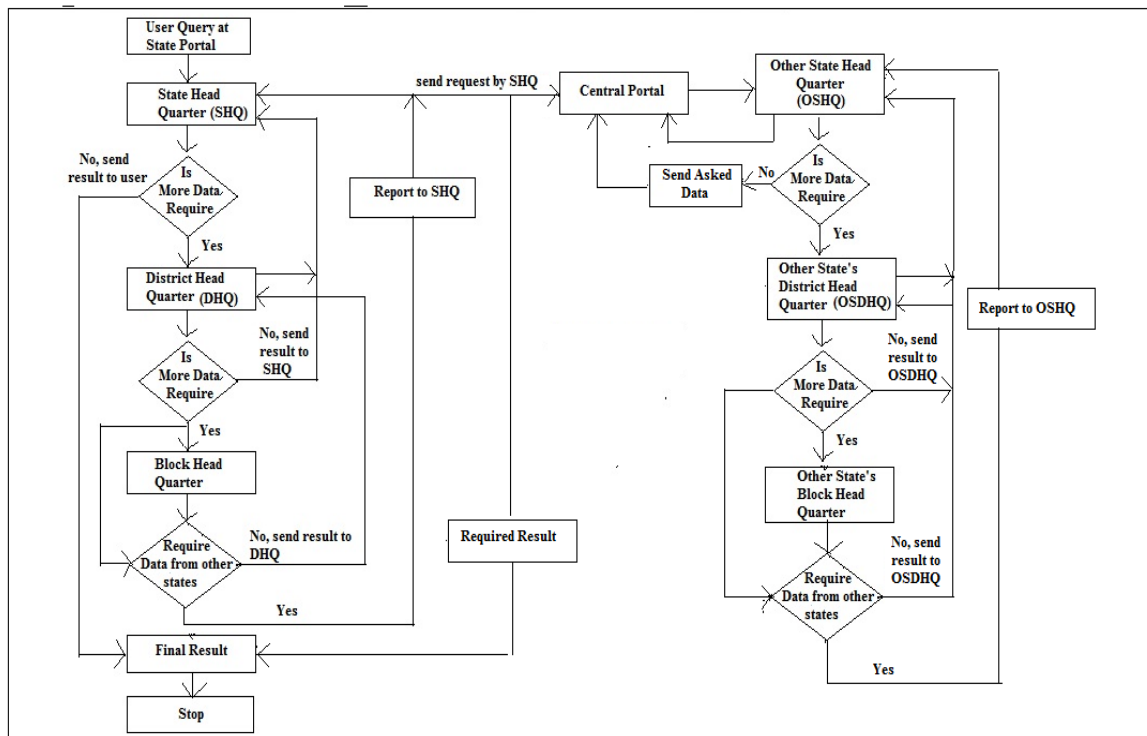 User Query at
State Portal
State Head
Quarter (SHQ)
No, send
result to user
Is
More Data
Require
Yes
District Head
Quarter (DHQ)
No, send
result to
SHQ
Is
More Data
Require
Yes
Block Head
Quarter
Require
Data from other
states
No, send result to
DHQ
Yes
Final Result
Stop
Report to SHQ
send request by SHQ
Required Result
Central Portal
Other State Head
Quarter
(OSHQ)
Send Asked
Data
No
Is
More Data
Require
Yes
Other State's
District Head
Quarter (OSDHQ)
Report to OSHQ
No, send
result to
OSDHQ
Is
More Data
Require
Yes
Other State's
Block Head
Quarter
No, send
result to
OSDHQ
Require
Data from other
states
Yes